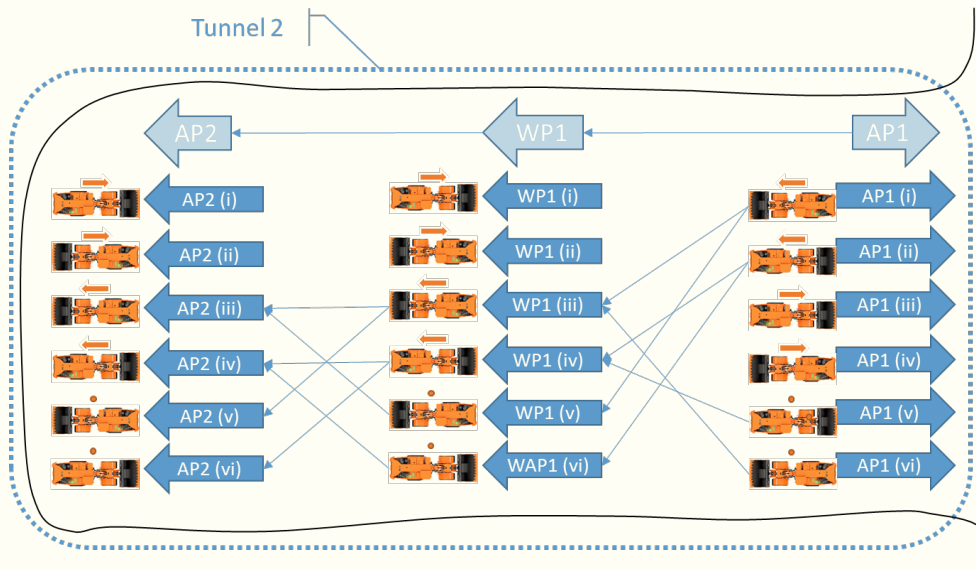 Tunnel 2
AP2 WP1 AP1
AP2 (i) WP1 (i) AP1 (i)
AP2 (ii) WP1 (ii) AP1 (ii)
AP2 (iii) WP1 (iii) AP1 (iii)
AP2 (iv) WP1 (iv) AP1 (iv)
AP2 (v) WP1 (v) AP1 (v)
AP2 (vi) WAP1 (vi) AP1 (vi)